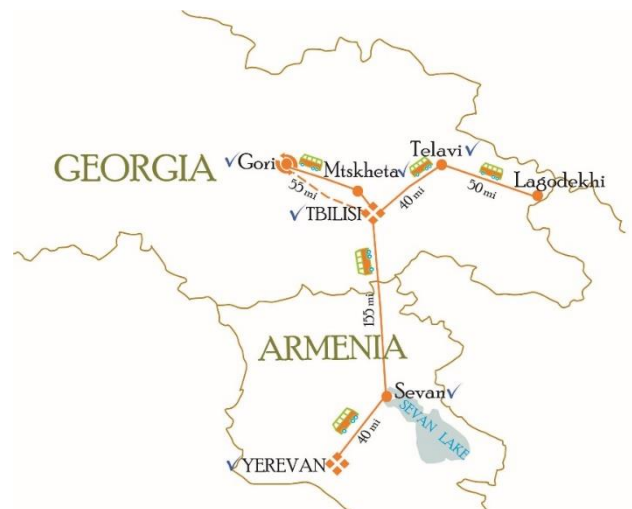 Telavi
GEORGIA
Gori
Mtskheta
Lagodekhi
55 mi
40 mi
50 mi
TBILISI
155 mi
ARMENIA
Sevan
SEVAN LAKE
40 mi
YEREVAN